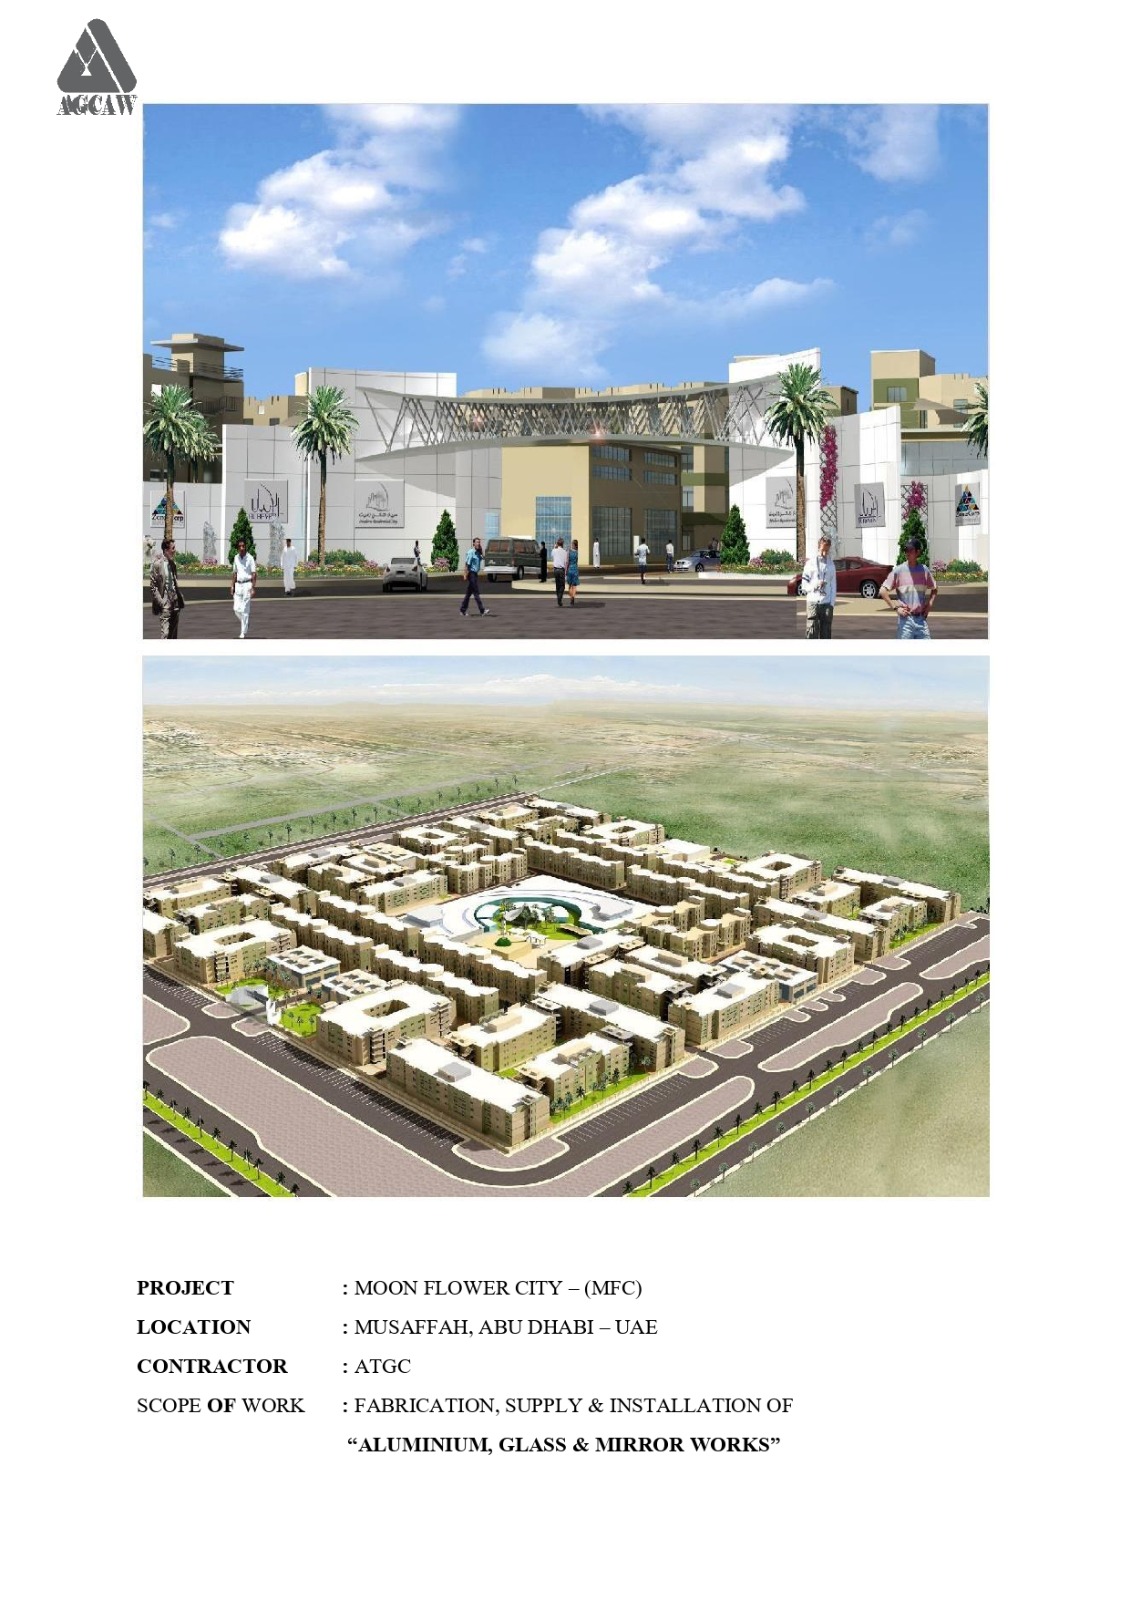 AGCAW
PROJECT : MOON FLOWER CITY – (MFC)
LOCATION : MUSAFFAH, ABU DHABI – UAE
CONTRACTOR : ATGC
SCOPE OF WORK : FABRICATION, SUPPLY & INSTALLATION OF
“ALUMINIUM, GLASS & MIRROR WORKS”